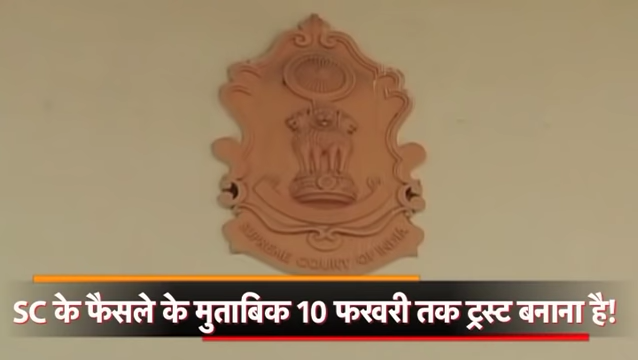 SUPREME COURT OF INDIA
SC के फैसले के मुताबिक 10 फरवरी तक ट्रस्ट बनाना है!